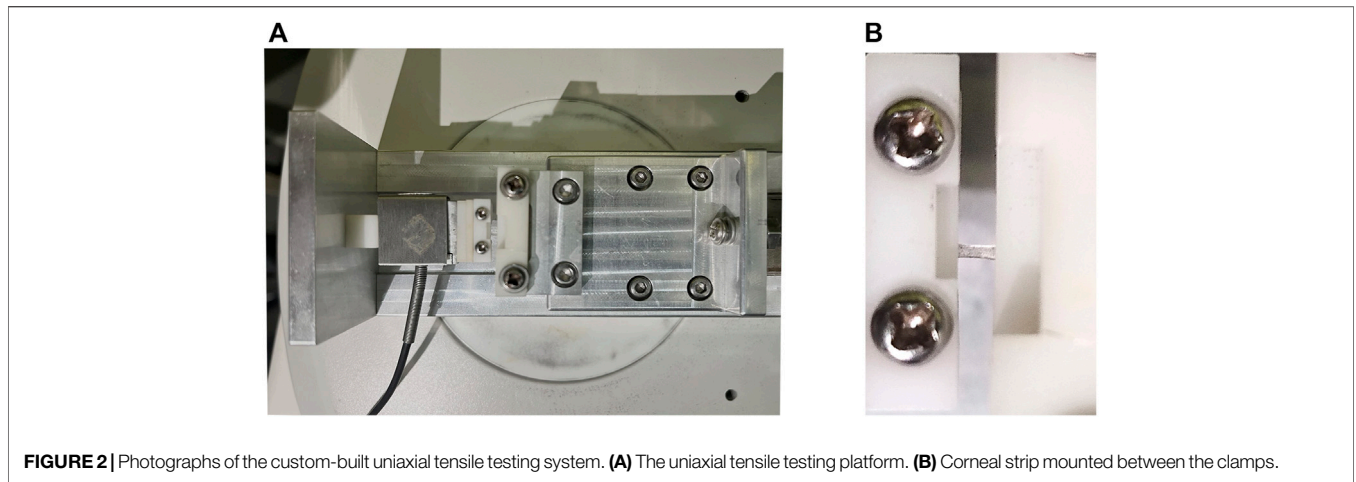 A
B
FIGURE 2 | Photographs of the custom-built uniaxial tensile testing system. (A) The uniaxial tensile testing platform. (B) Corneal strip mounted between the clamps.